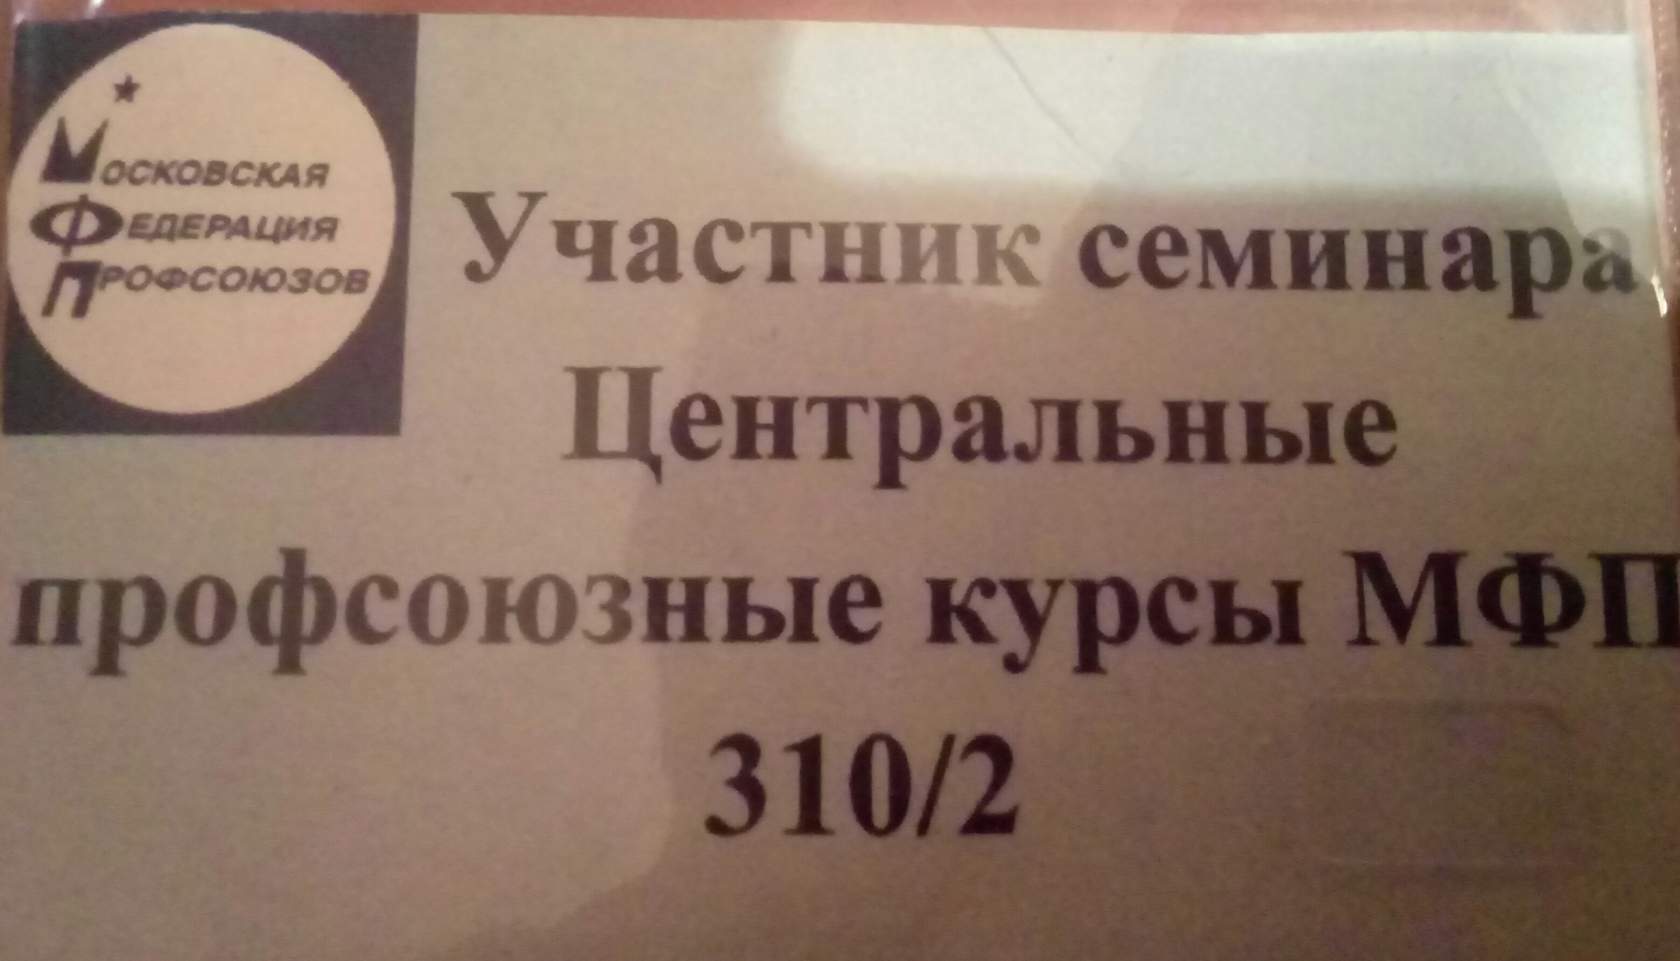 Московская
Федерация
Профсоюзов
Участник семинара
Центральные
профсоюзные курсы МФП
310/2